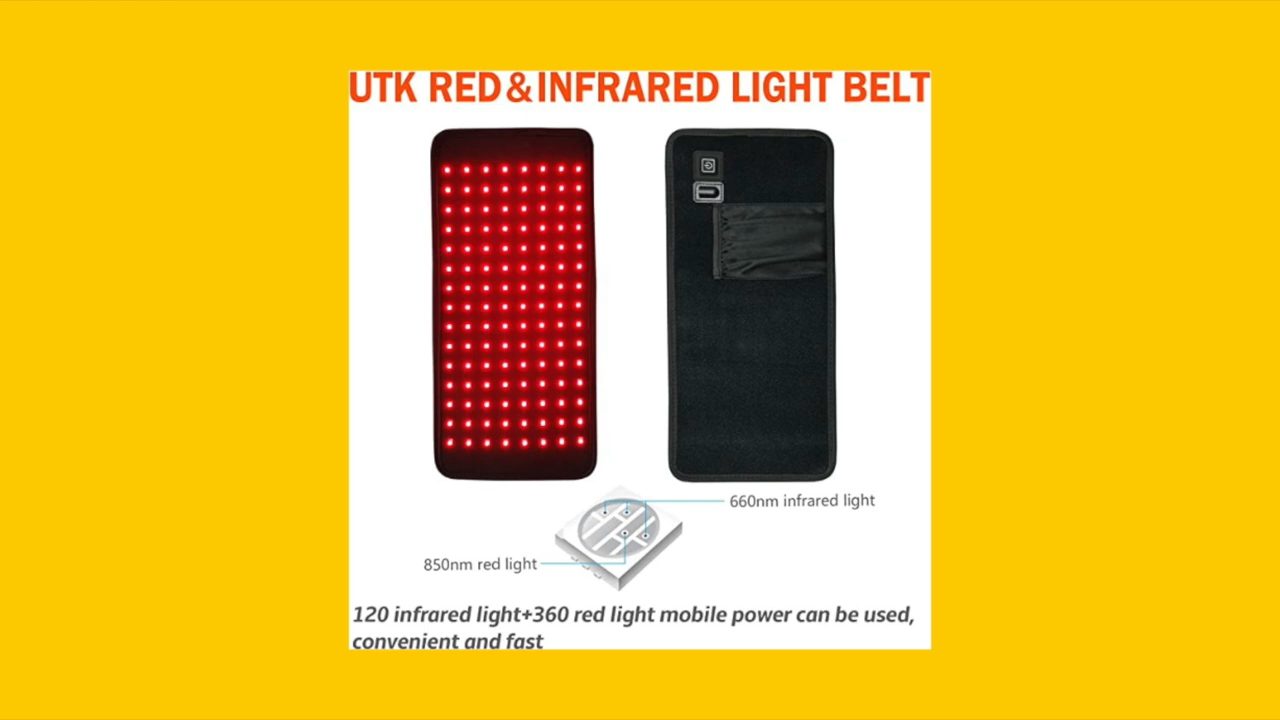 UTK RED&INFRARED LIGHT BELT
660nm infrared light
850nm red light
120 infrared light+360 red light mobile power can be used,
convenient and fast